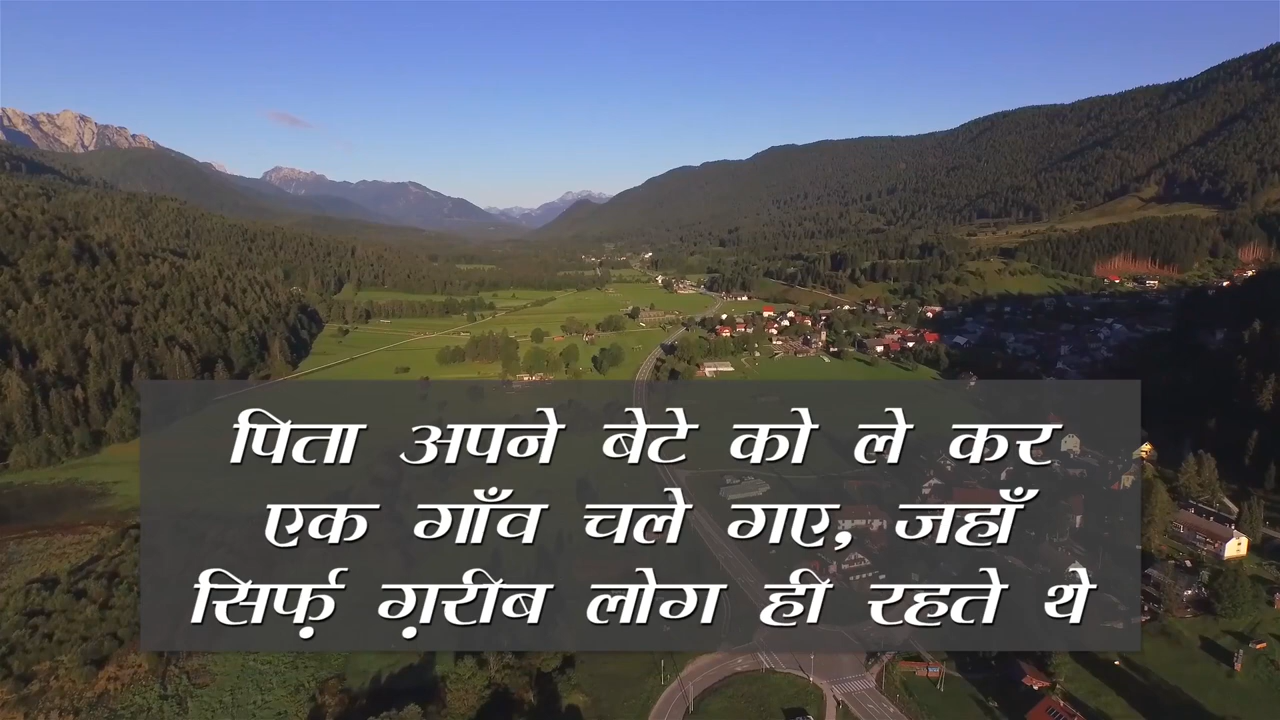 पिता अपने बेटे को ले कर
एक गाँव चले गए, जहाँ
सिर्फ़ ग़रीब लोग ही रहते थे